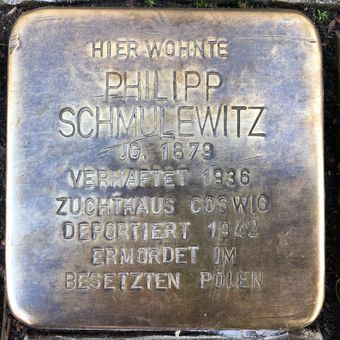 HIER WOHNTE
PHILIPP
SCHMULEWITZ
JG. 1879
VERHAFTET 1936
ZUCHTHAUS COSWIG
DEPORTIERT 1942
ERMORDET IM
BESETZTEN POLEN